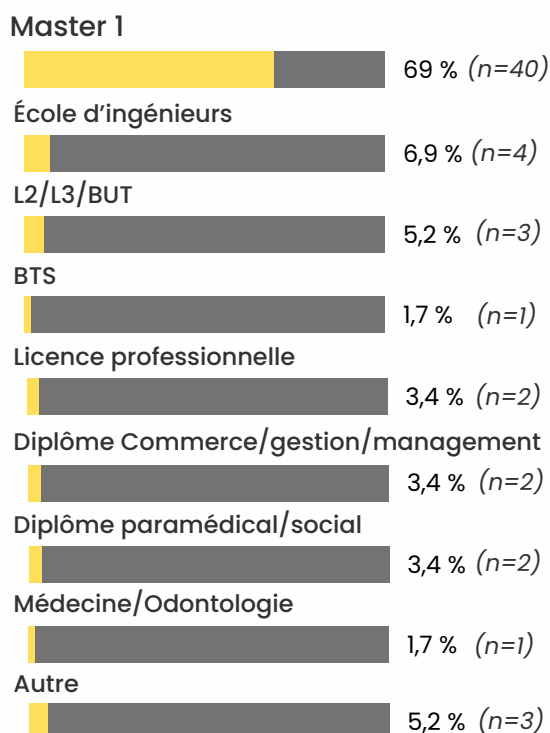 Master 1
69 % (n=40)
École d'ingénieurs
6,9 % (n=4)
L2/L3/BUT
5,2 % (n=3)
BTS
1,7 % (n=1)
Licence professionnelle
3,4 % (n=2)
Diplôme Commerce/gestion/management
3,4 % (n=2)
Diplôme paramédical/social
3,4 % (n=2)
Médecine/Odontologie
1,7 % (n=1)
Autre
5,2 % (n=3)